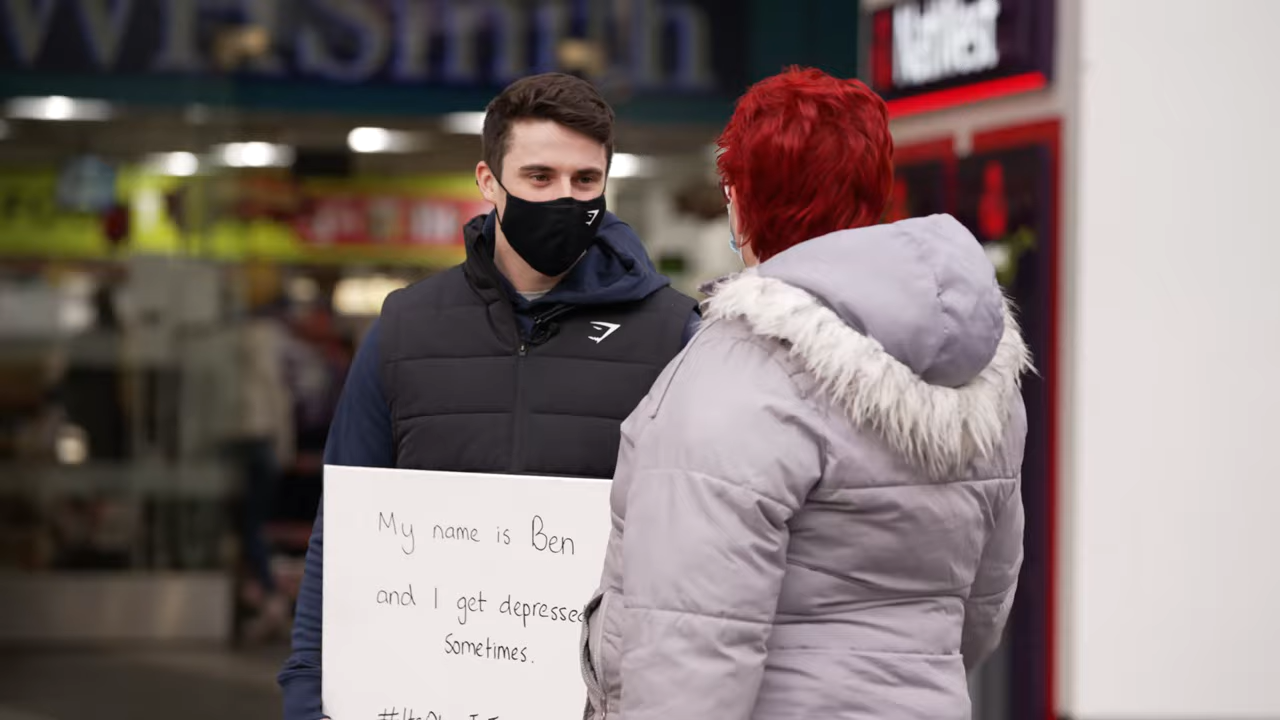 WHSmith
NatWest
My name is Ben
and I get depressed
Sometimes.